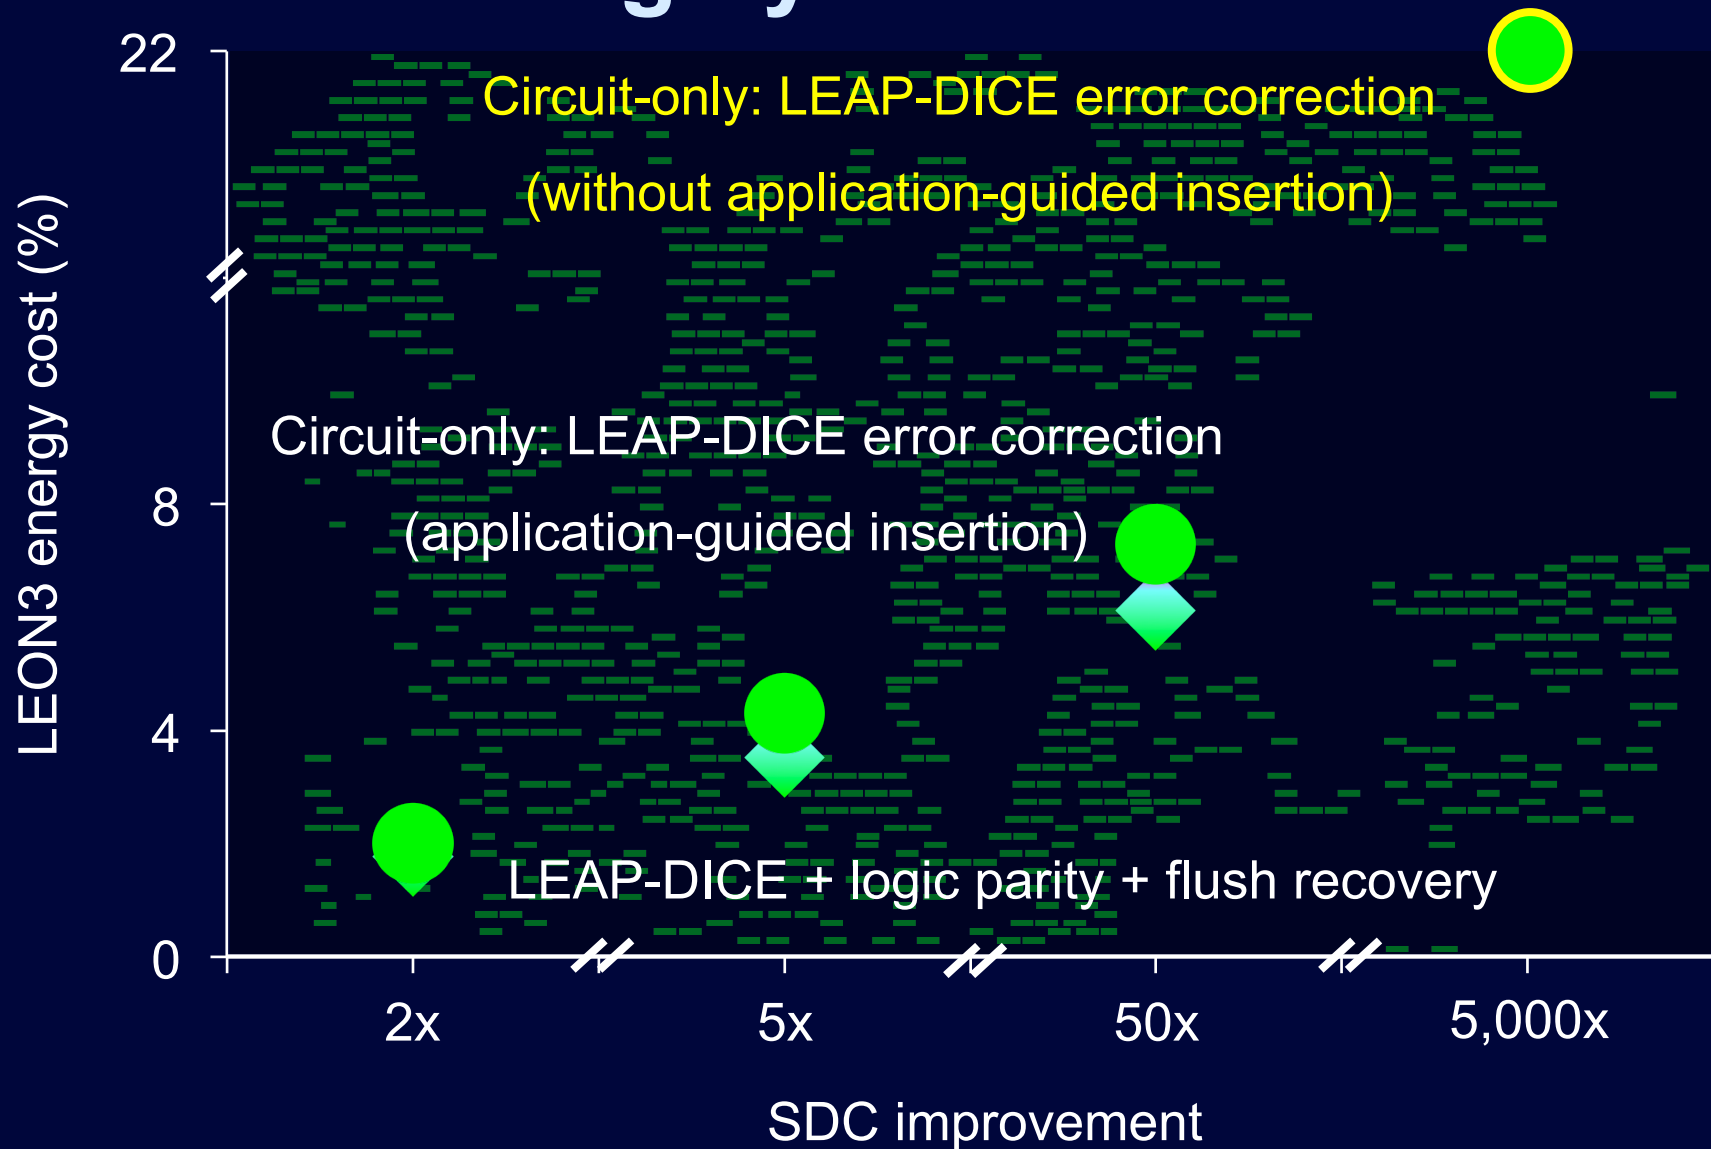 22
Circuit-only: LEAP-DICE error correction
(without application-guided insertion)
LEON3 energy cost (%)
Circuit-only: LEAP-DICE error correction
8
(application-guided insertion)
4
LEAP-DICE + logic parity + flush recovery
0
2x 5x 50x 5,000x
SDC improvement